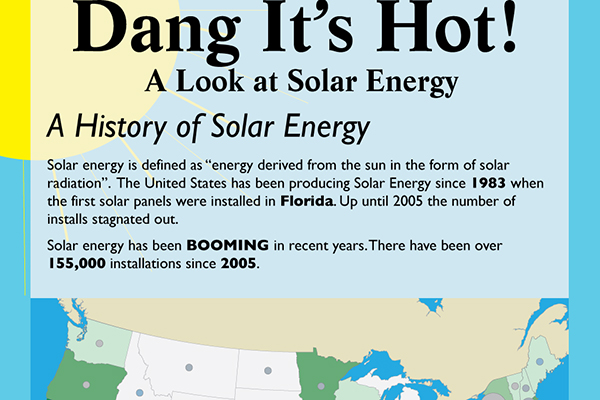 Dang It's Hot!
A Look at Solar Energy
A History of Solar Energy
Solar energy is defined as “energy derived from the sun in the form of solar
radiation”. The United States has been producing Solar Energy since 1983 when
the first solar panels were installed in Florida. Up until 2005 the number of
installs stagnated out.
Solar energy has been BOOMING in recent years. There have been over
155,000 installations since 2005.